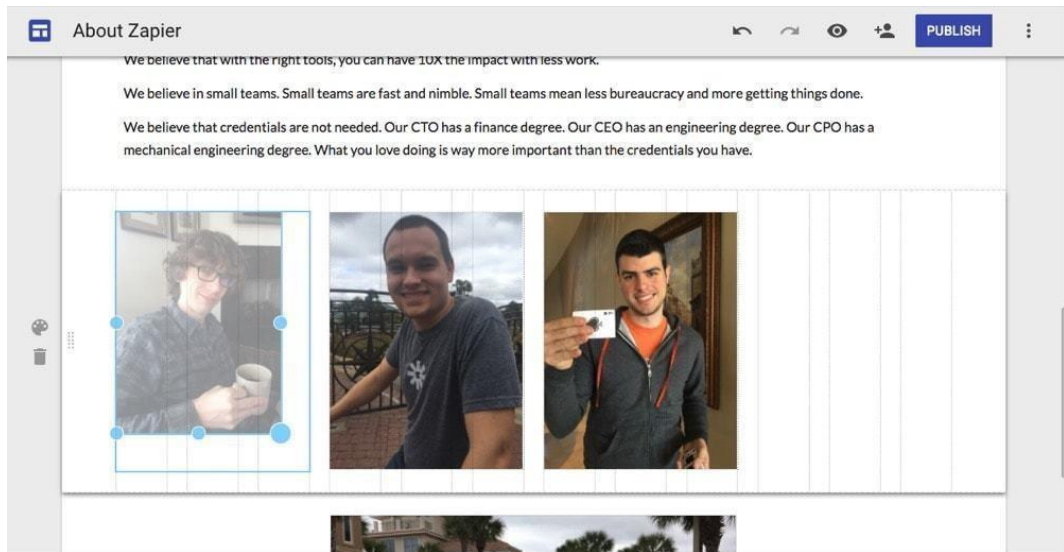 About Zapier
PUBLISH
We believe that with the right tools, you can have 10X the impact with less work.
We believe in small teams. Small teams are fast and nimble. Small teams mean less bureaucracy and more getting things done.
We believe that credentials are not needed. Our CTO has a finance degree. Our CEO has an engineering degree. Our CPO has a
mechanical engineering degree. What you love doing is way more important than the credentials you have.